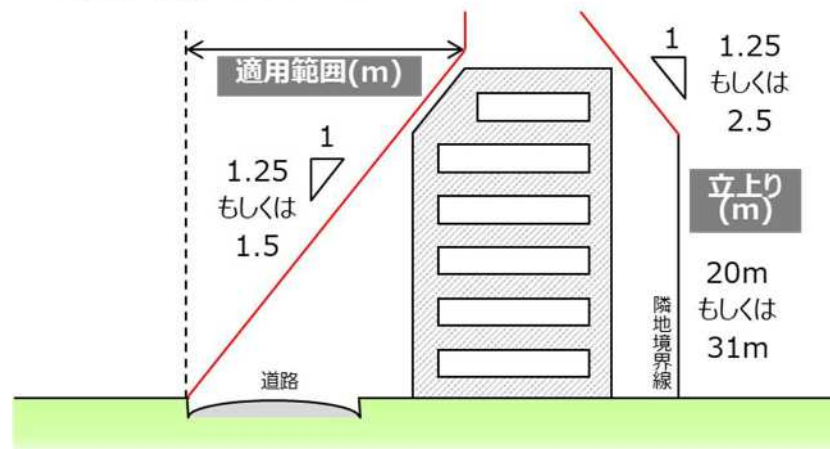 適用範囲(m)
1
1.25
もしくは
1.5
道路
1
1.25
もしくは
2.5
立上り
(m)
20m
もしくは
31m
隣地境界線